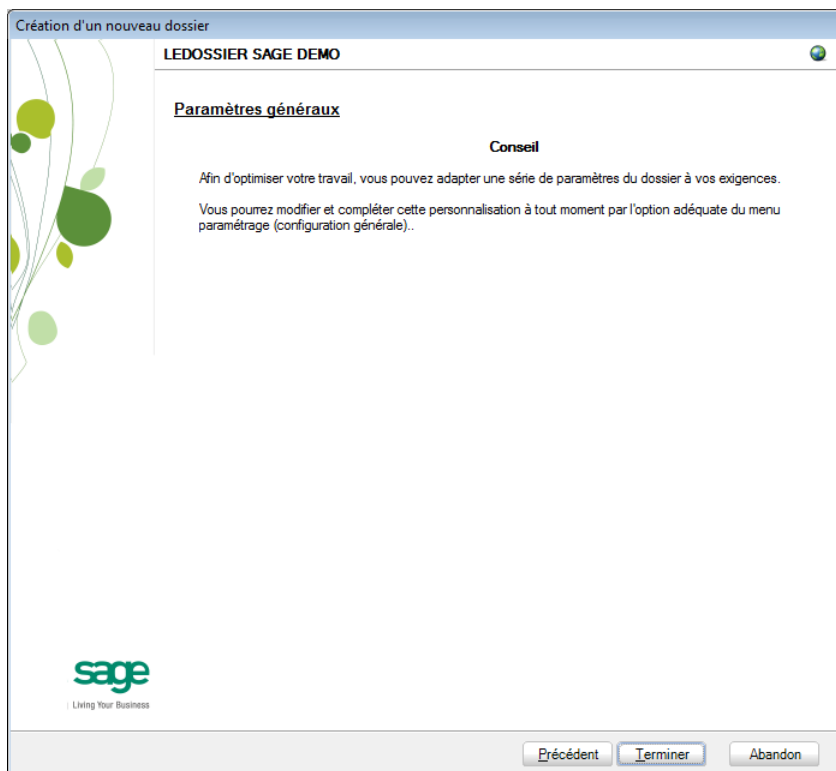 Création d'un nouveau dossier
LEDOSSIER SAGE DEMO
Paramètres généraux
Conseil
Afin d'optimiser votre travail, vous pouvez adapter une série de paramètres du dossier à vos exigences.
Vous pourrez modifier et compléter cette personnalisation à tout moment par l'option adéquate du menu
paramétrage (configuration générale)..
sage
Living Your Business
Précédent
Terminer
Abandon